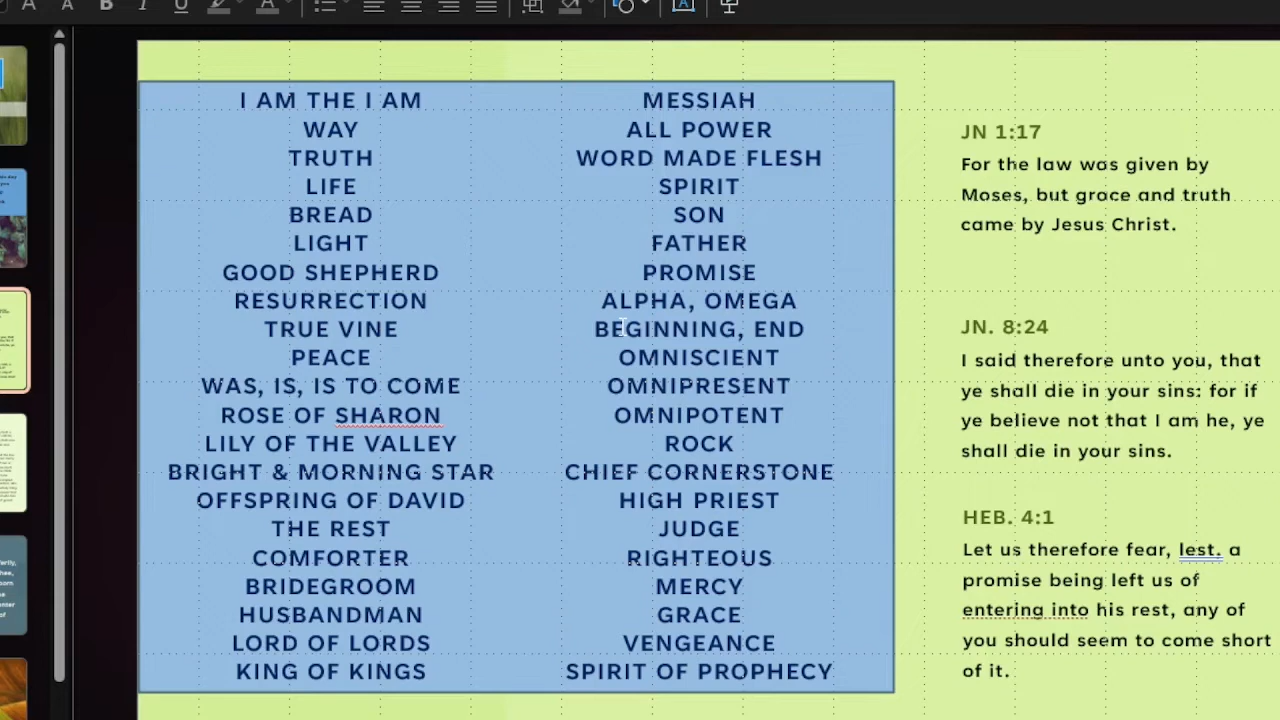 I AM THE I AM
WAY
TRUTH
LIFE
BREAD
LIGHT
GOOD SHEPHERD
RESURRECTION
TRUE VINE
PEACE
WAS, IS, IS TO COME
ROSE OF SHARON
LILY OF THE VALLEY
BRIGHT & MORNING STAR
OFFSPRING OF DAVID
THE REST
COMFORTER
BRIDEGROOM
HUSBANDMAN
LORD OF LORDS
KING OF KINGS
MESSIAH
ALL POWER
WORD MADE FLESH
SPIRIT
SON
FATHER
PROMISE
ALPHA, OMEGA
BEGINNING, END
OMNISCIENT
OMNIPRESENT
OMNIPOTENT
ROCK
CHIEF CORNERSTONE
HIGH PRIEST
JUDGE
RIGHTEOUS
MERCY
GRACE
VENGEANCE
SPIRIT OF PROPHECY
JN 1:17
For the law was given by
Moses, but grace and truth
came by Jesus Christ.
JN. 8:24
I said therefore unto you, that
ye shall die in your sins: for if
ye believe not that I am he, ye
shall die in your sins.
HEB. 4:1
Let us therefore fear, lest. a
promise being left us of
entering into his rest, any of
you should seem to come short
of it.